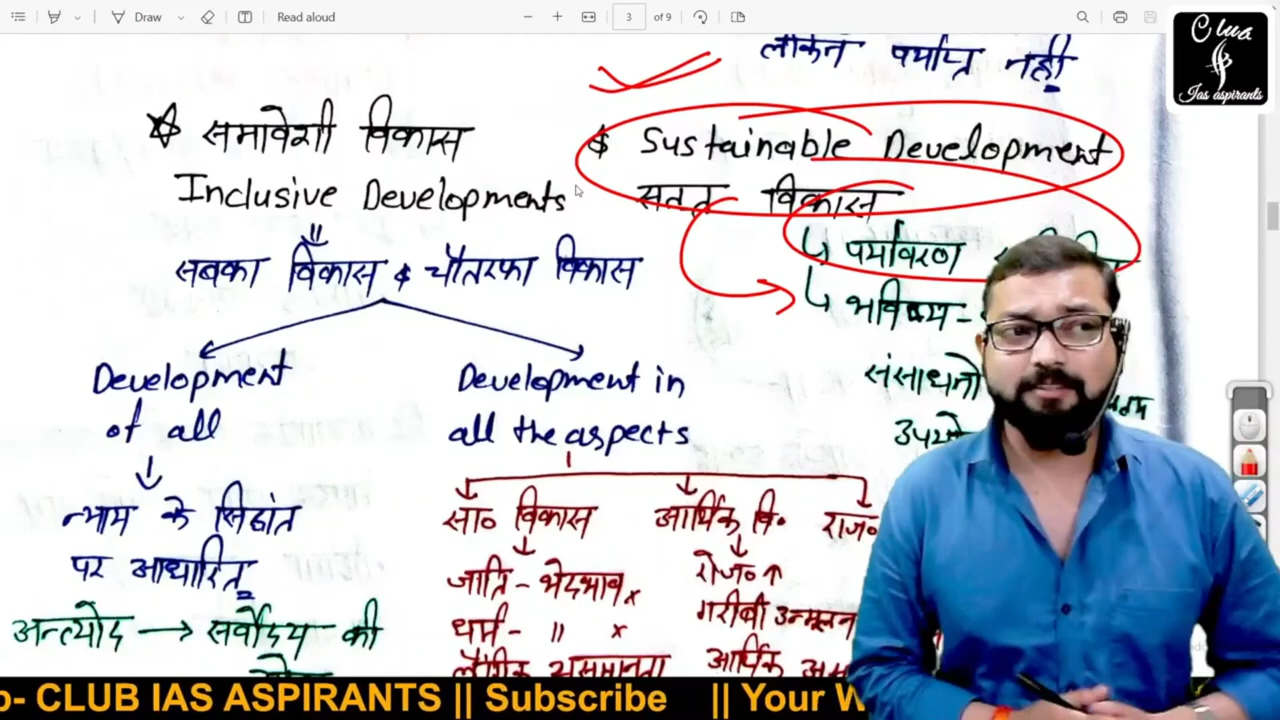 Draw
Read aloud
3 of 9
Club
Ias aspirants
लेकिन पर्याप्त नहीं
समावेशी विकास
Inclusive Developments
सबका विकास & चौतरफा विकास
Development
of all
न्याय के सिद्धांत
पर आधारित
अन्त्योद → सर्वोदय की
Development in
all the aspects
सा० विकास
जाति - भेदभाव x
धर्म - " x
लैंगिक असमानता
आर्थिक वि०
रोज० ↑
गरीबी उन्मूलन
आर्थिक
राज०
& Sustainable Development
सतत विकास
↳ पर्यावरण
↳ भविष्य -
संसाधनो
CLUB IAS ASPIRANTS || Subscribe || Your